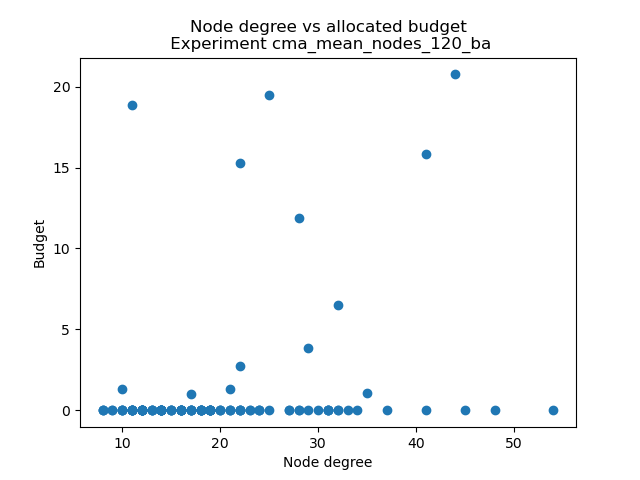 Node degree vs allocated budget
Experiment cma_mean_nodes_120_ba
20
15
10
5
0
Budget
10 20 30 40 50
Node degree